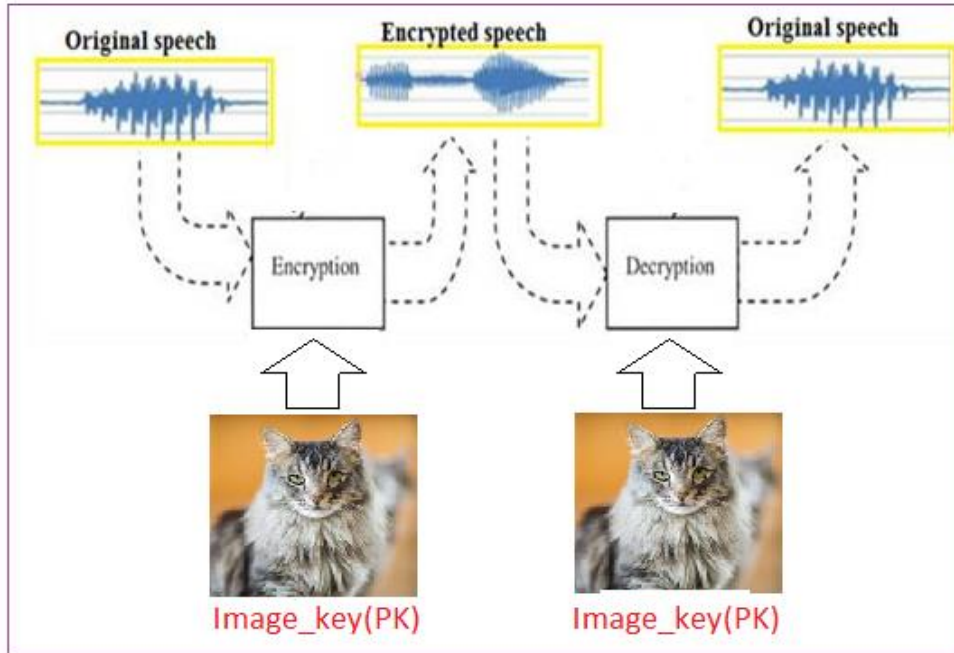 Original speech
Encrypted speech
Original speech
Encryption
Decryption
Image_key(PK)
Image_key(PK)